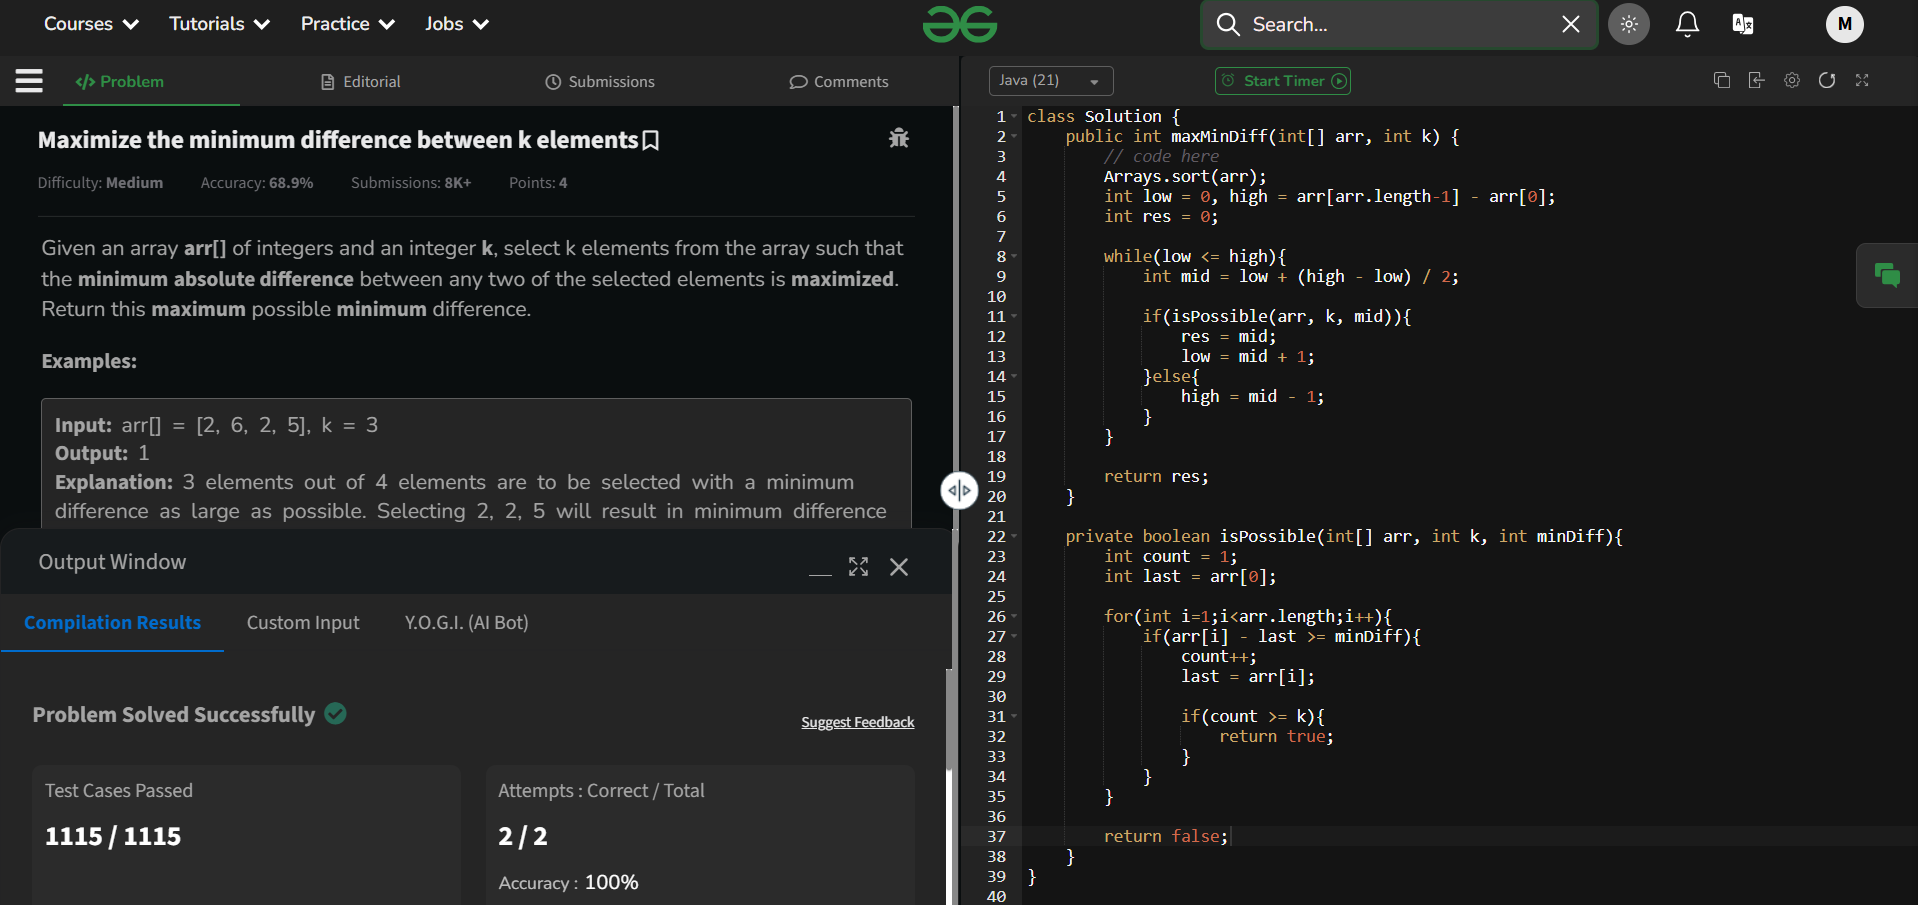 Courses Tutorials Practice Jobs
Search...
M
Problem Editorial Submissions Comments
Java (21) Start Timer
Maximize the minimum difference between k elements
Difficulty: Medium Accuracy: 68.9% Submissions: 8K+ Points: 4
Given an array arr[] of integers and an integer k, select k elements from the array such that
the minimum absolute difference between any two of the selected elements is maximized.
Return this maximum possible minimum difference.
Examples:
Input: arr[] = [2, 6, 2, 5], k = 3
Output: 1
Explanation: 3 elements out of 4 elements are to be selected with a minimum
difference as large as possible. Selecting 2, 2, 5 will result in minimum difference
Output Window
Compilation Results Custom Input Y.O.G.I. (AI Bot)
Problem Solved Successfully
Suggest Feedback
Test Cases Passed
1115 / 1115
Attempts : Correct / Total
2 / 2
Accuracy : 100%
1 class Solution {
2 public int maxMinDiff(int[] arr, int k) {
3 // code here
4 Arrays.sort(arr);
5 int low = 0, high = arr[arr.length-1] - arr[0];
6 int res = 0;
7
8 while(low <= high){
9 int mid = low + (high - low) / 2;
10
11 if(isPossible(arr, k, mid)){
12 res = mid;
13 low = mid + 1;
14 }else{
15 high = mid - 1;
16 }
17 }
18
19 return res;
20 }
21
22 private boolean isPossible(int[] arr, int k, int minDiff){
23 int count = 1;
24 int last = arr[0];
25
26 for(int i=1;i<arr.length;i++){
27 if(arr[i] - last >= minDiff){
28 count++;
29 last = arr[i];
30
31 if(count >= k){
32 return true;
33 }
34 }
35 }
36
37 return false;
38 }
39 }
40